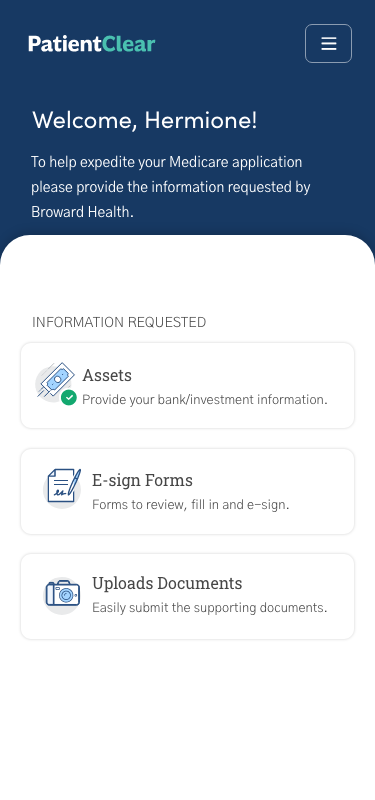 PatientClear
Welcome, Hermione!
To help expedite your Medicare application
please provide the information requested by
Broward Health.
INFORMATION REQUESTED
Assets
Provide your bank/investment information.
E-sign Forms
Forms to review, fill in and e-sign.
Uploads Documents
Easily submit the supporting documents.